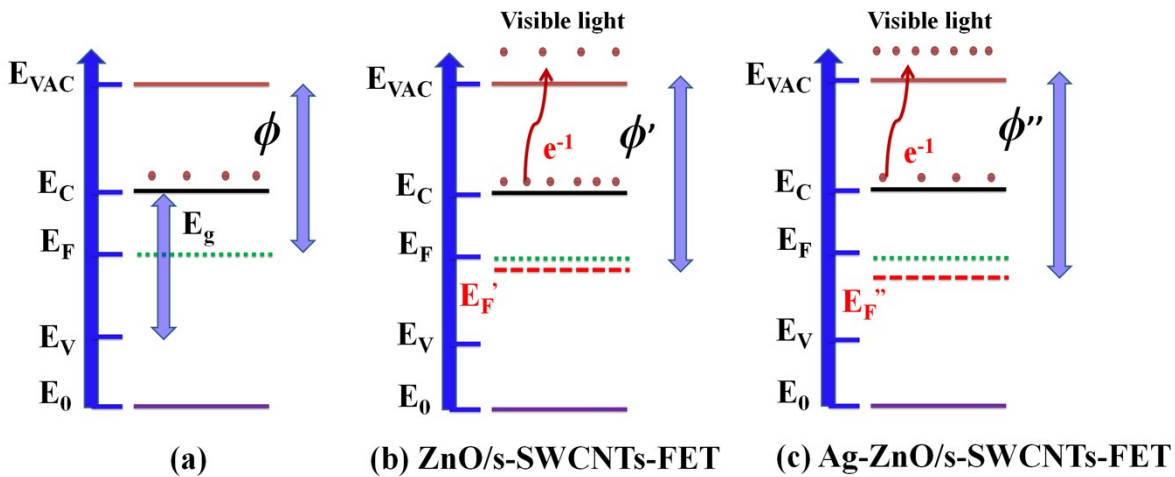 E_VAC
E_C
E_F
E_V
E_0
ϕ
E_g
(a)
Visible light
E_VAC
E_C
E_F
E_F'
E_V
E_0
ϕ'
e⁻¹
(b) ZnO/s-SWCNTs-FET
Visible light
E_VAC
E_C
E_F
E_F''
E_V
E_0
ϕ''
e⁻¹
(c) Ag-ZnO/s-SWCNTs-FET